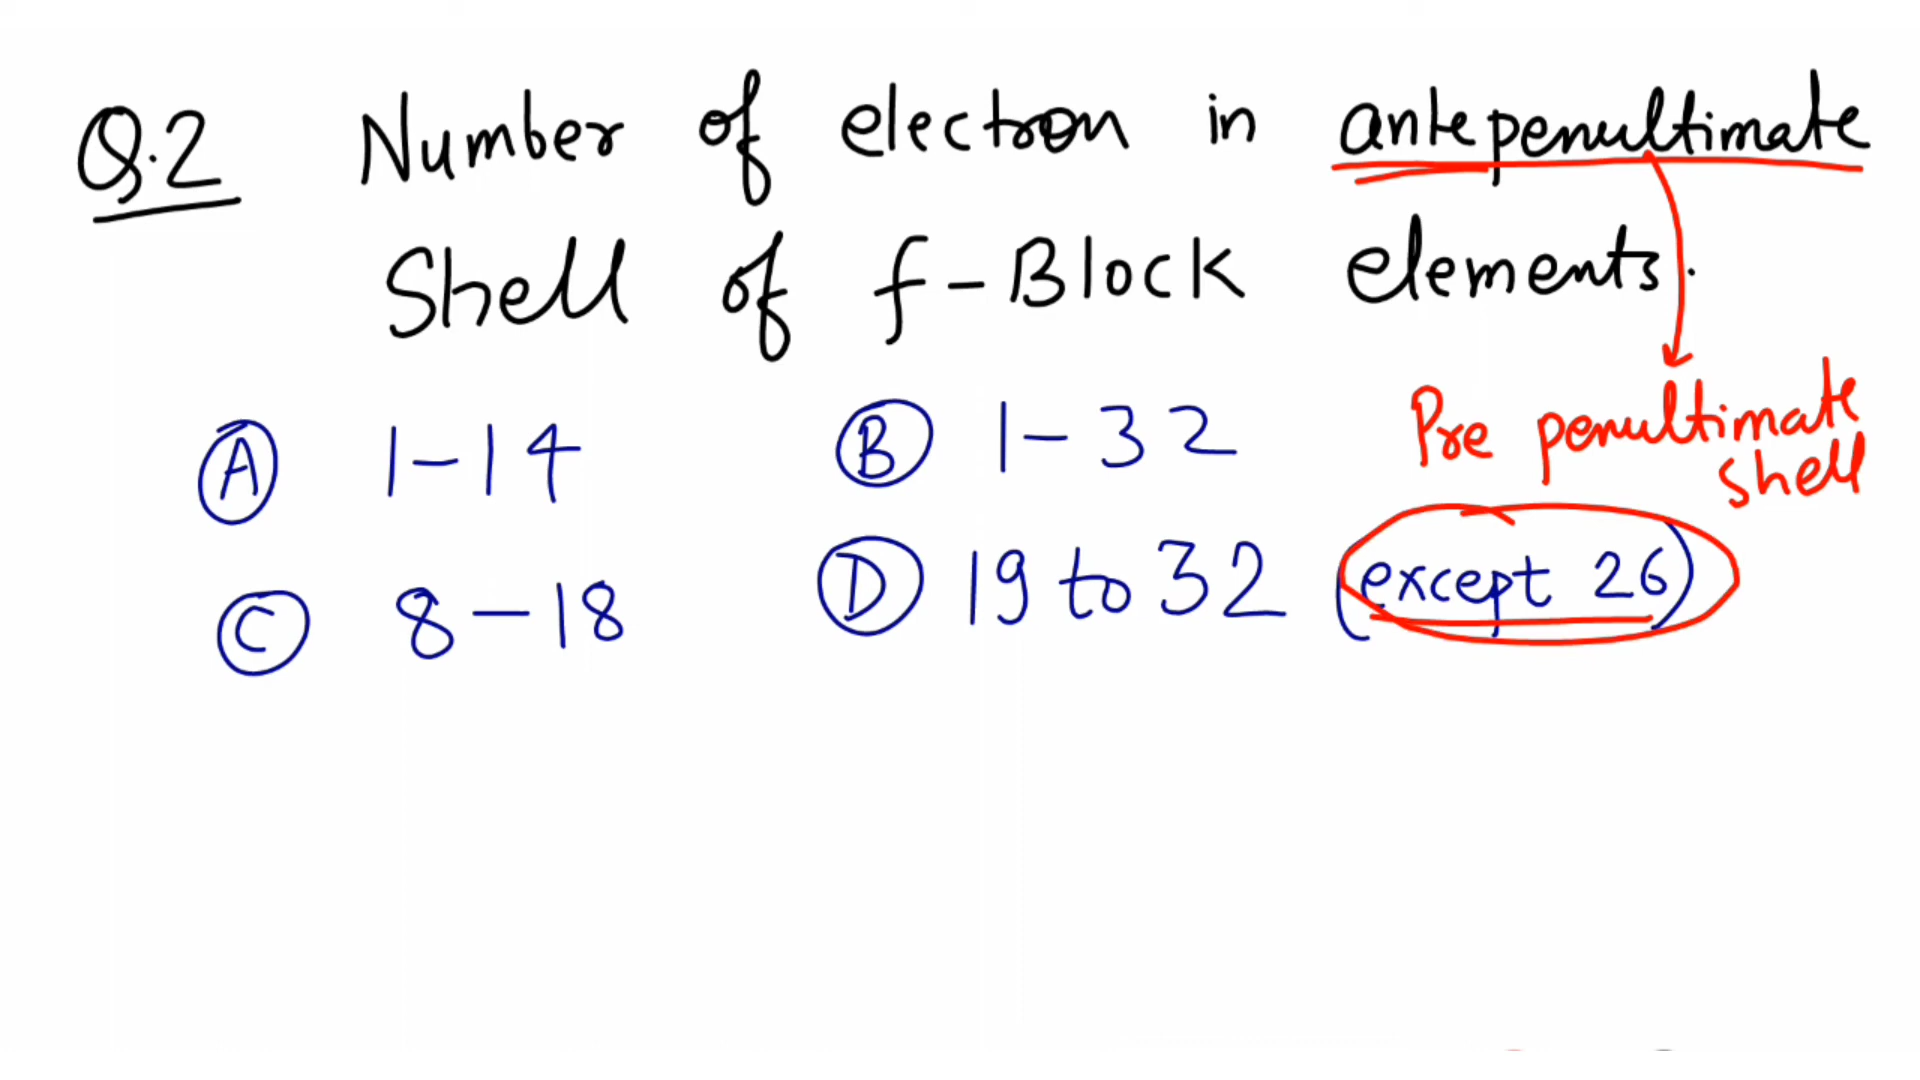 Q.2 Number of electron in antepenultimate
Shell of f-Block elements.
Pre penultimate
shell
(A) 1-14 (B) 1-32
(C) 8-18 (D) 19 to 32 (except 26)